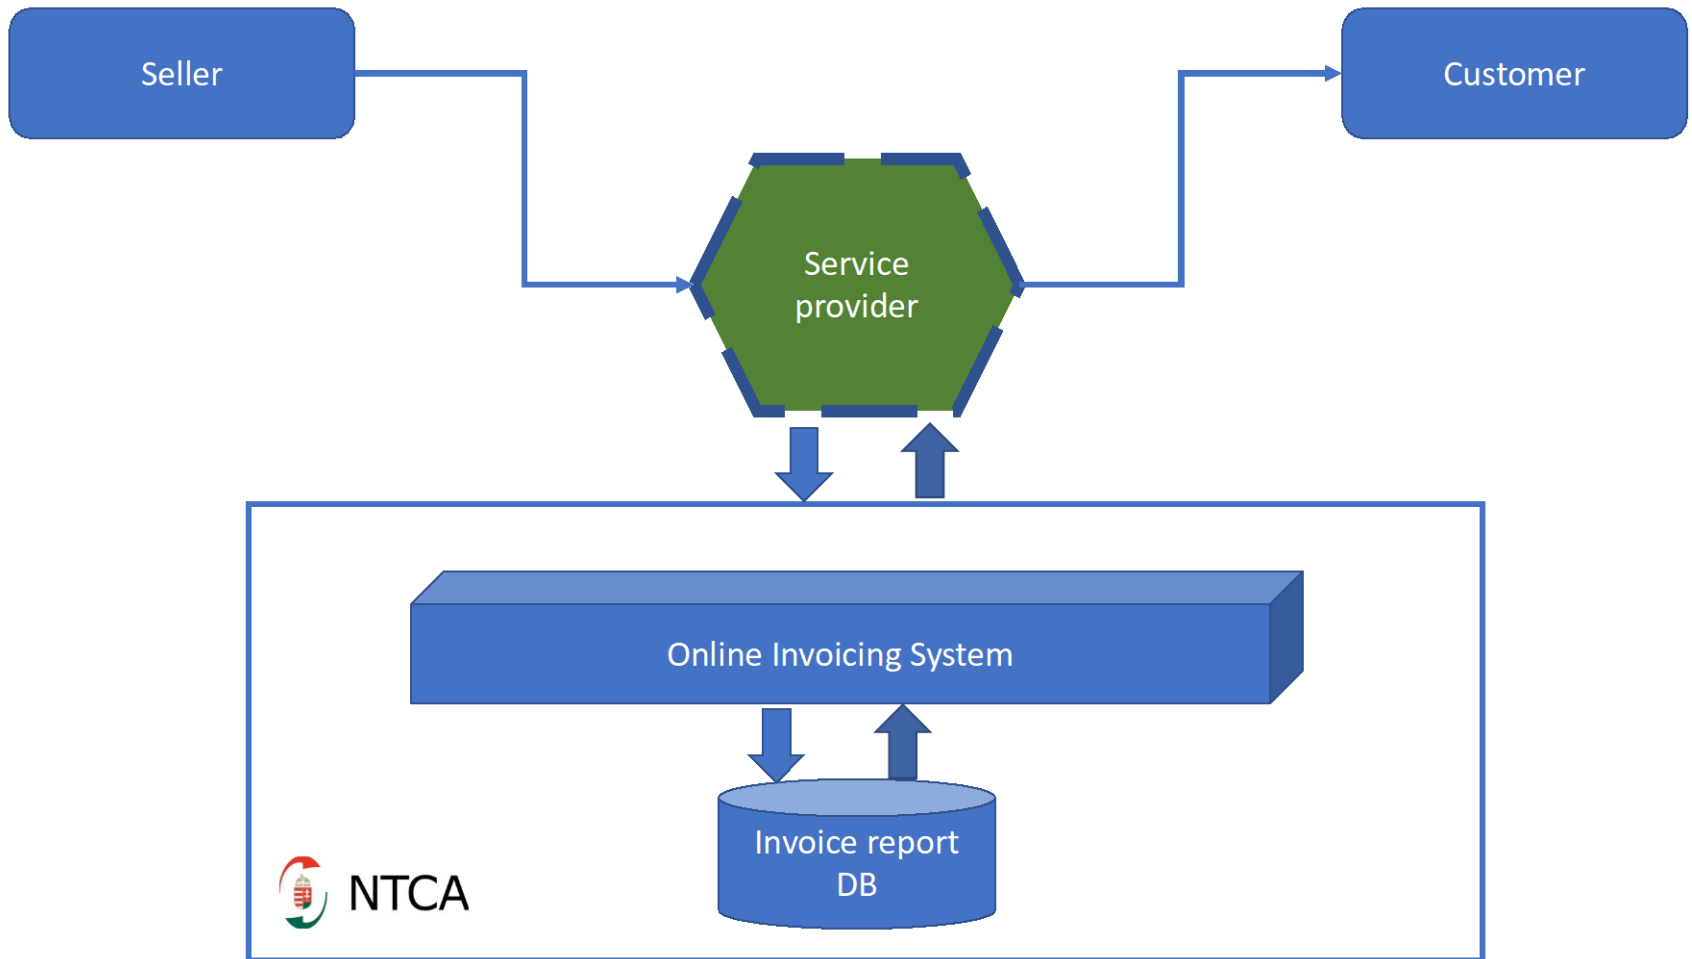 Seller
Customer
Service
provider
Online Invoicing System
Invoice report
DB
NTCA